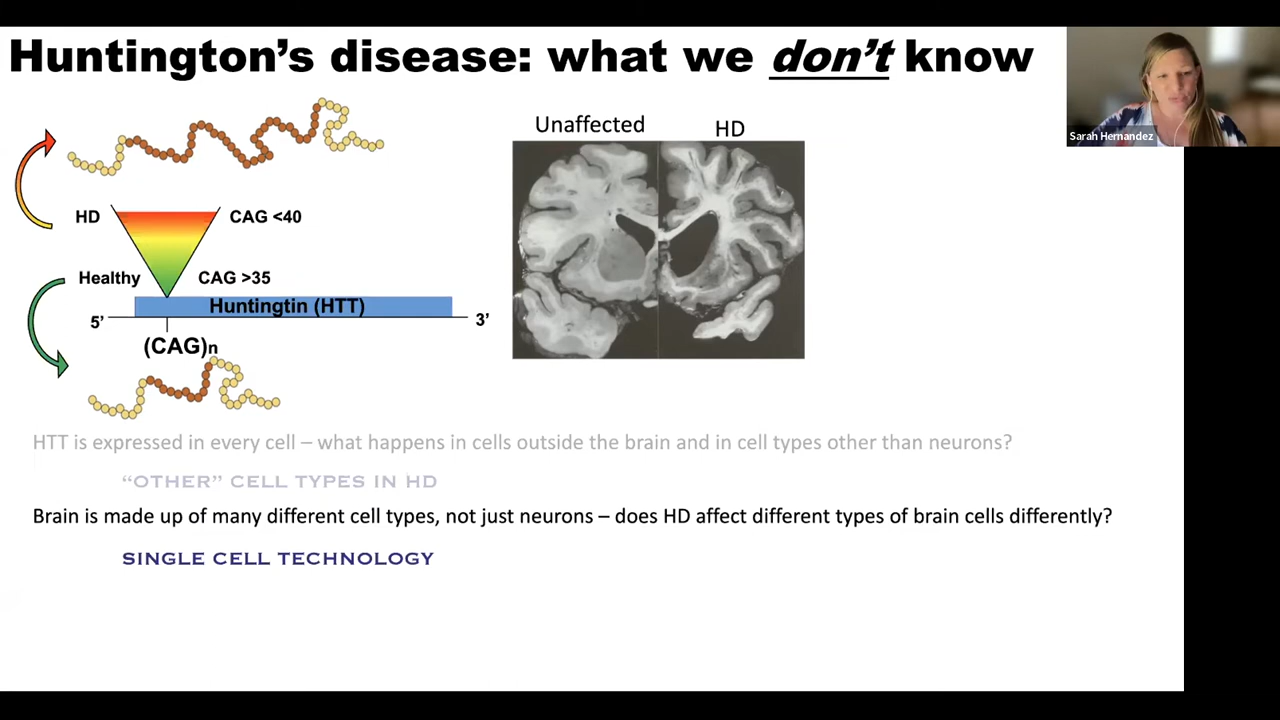 Huntington's disease: what we don't know
Sarah Hernandez
Unaffected
HD
HD
CAG <40
Healthy
CAG >35
Huntingtin (HTT)
5'
3'
(CAG)n
HTT is expressed in every cell – what happens in cells outside the brain and in cell types other than neurons?
"OTHER" CELL TYPES IN HD
Brain is made up of many different cell types, not just neurons – does HD affect different types of brain cells differently?
SINGLE CELL TECHNOLOGY